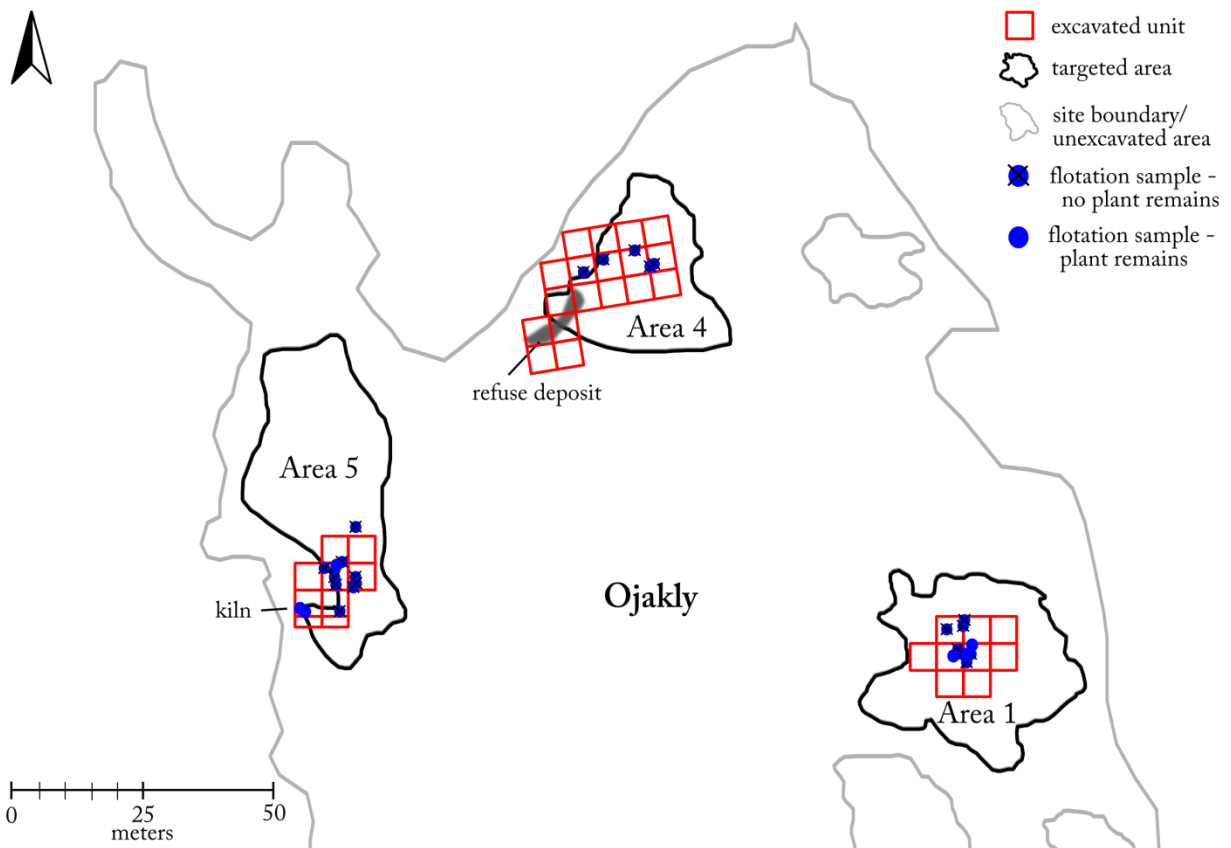 excavated unit
targeted area
site boundary/
unexcavated area
flotation sample -
no plant remains
flotation sample -
plant remains
Area 4
refuse deposit
Area 5
kiln
Ojakly
Area 1
0 25 50
meters